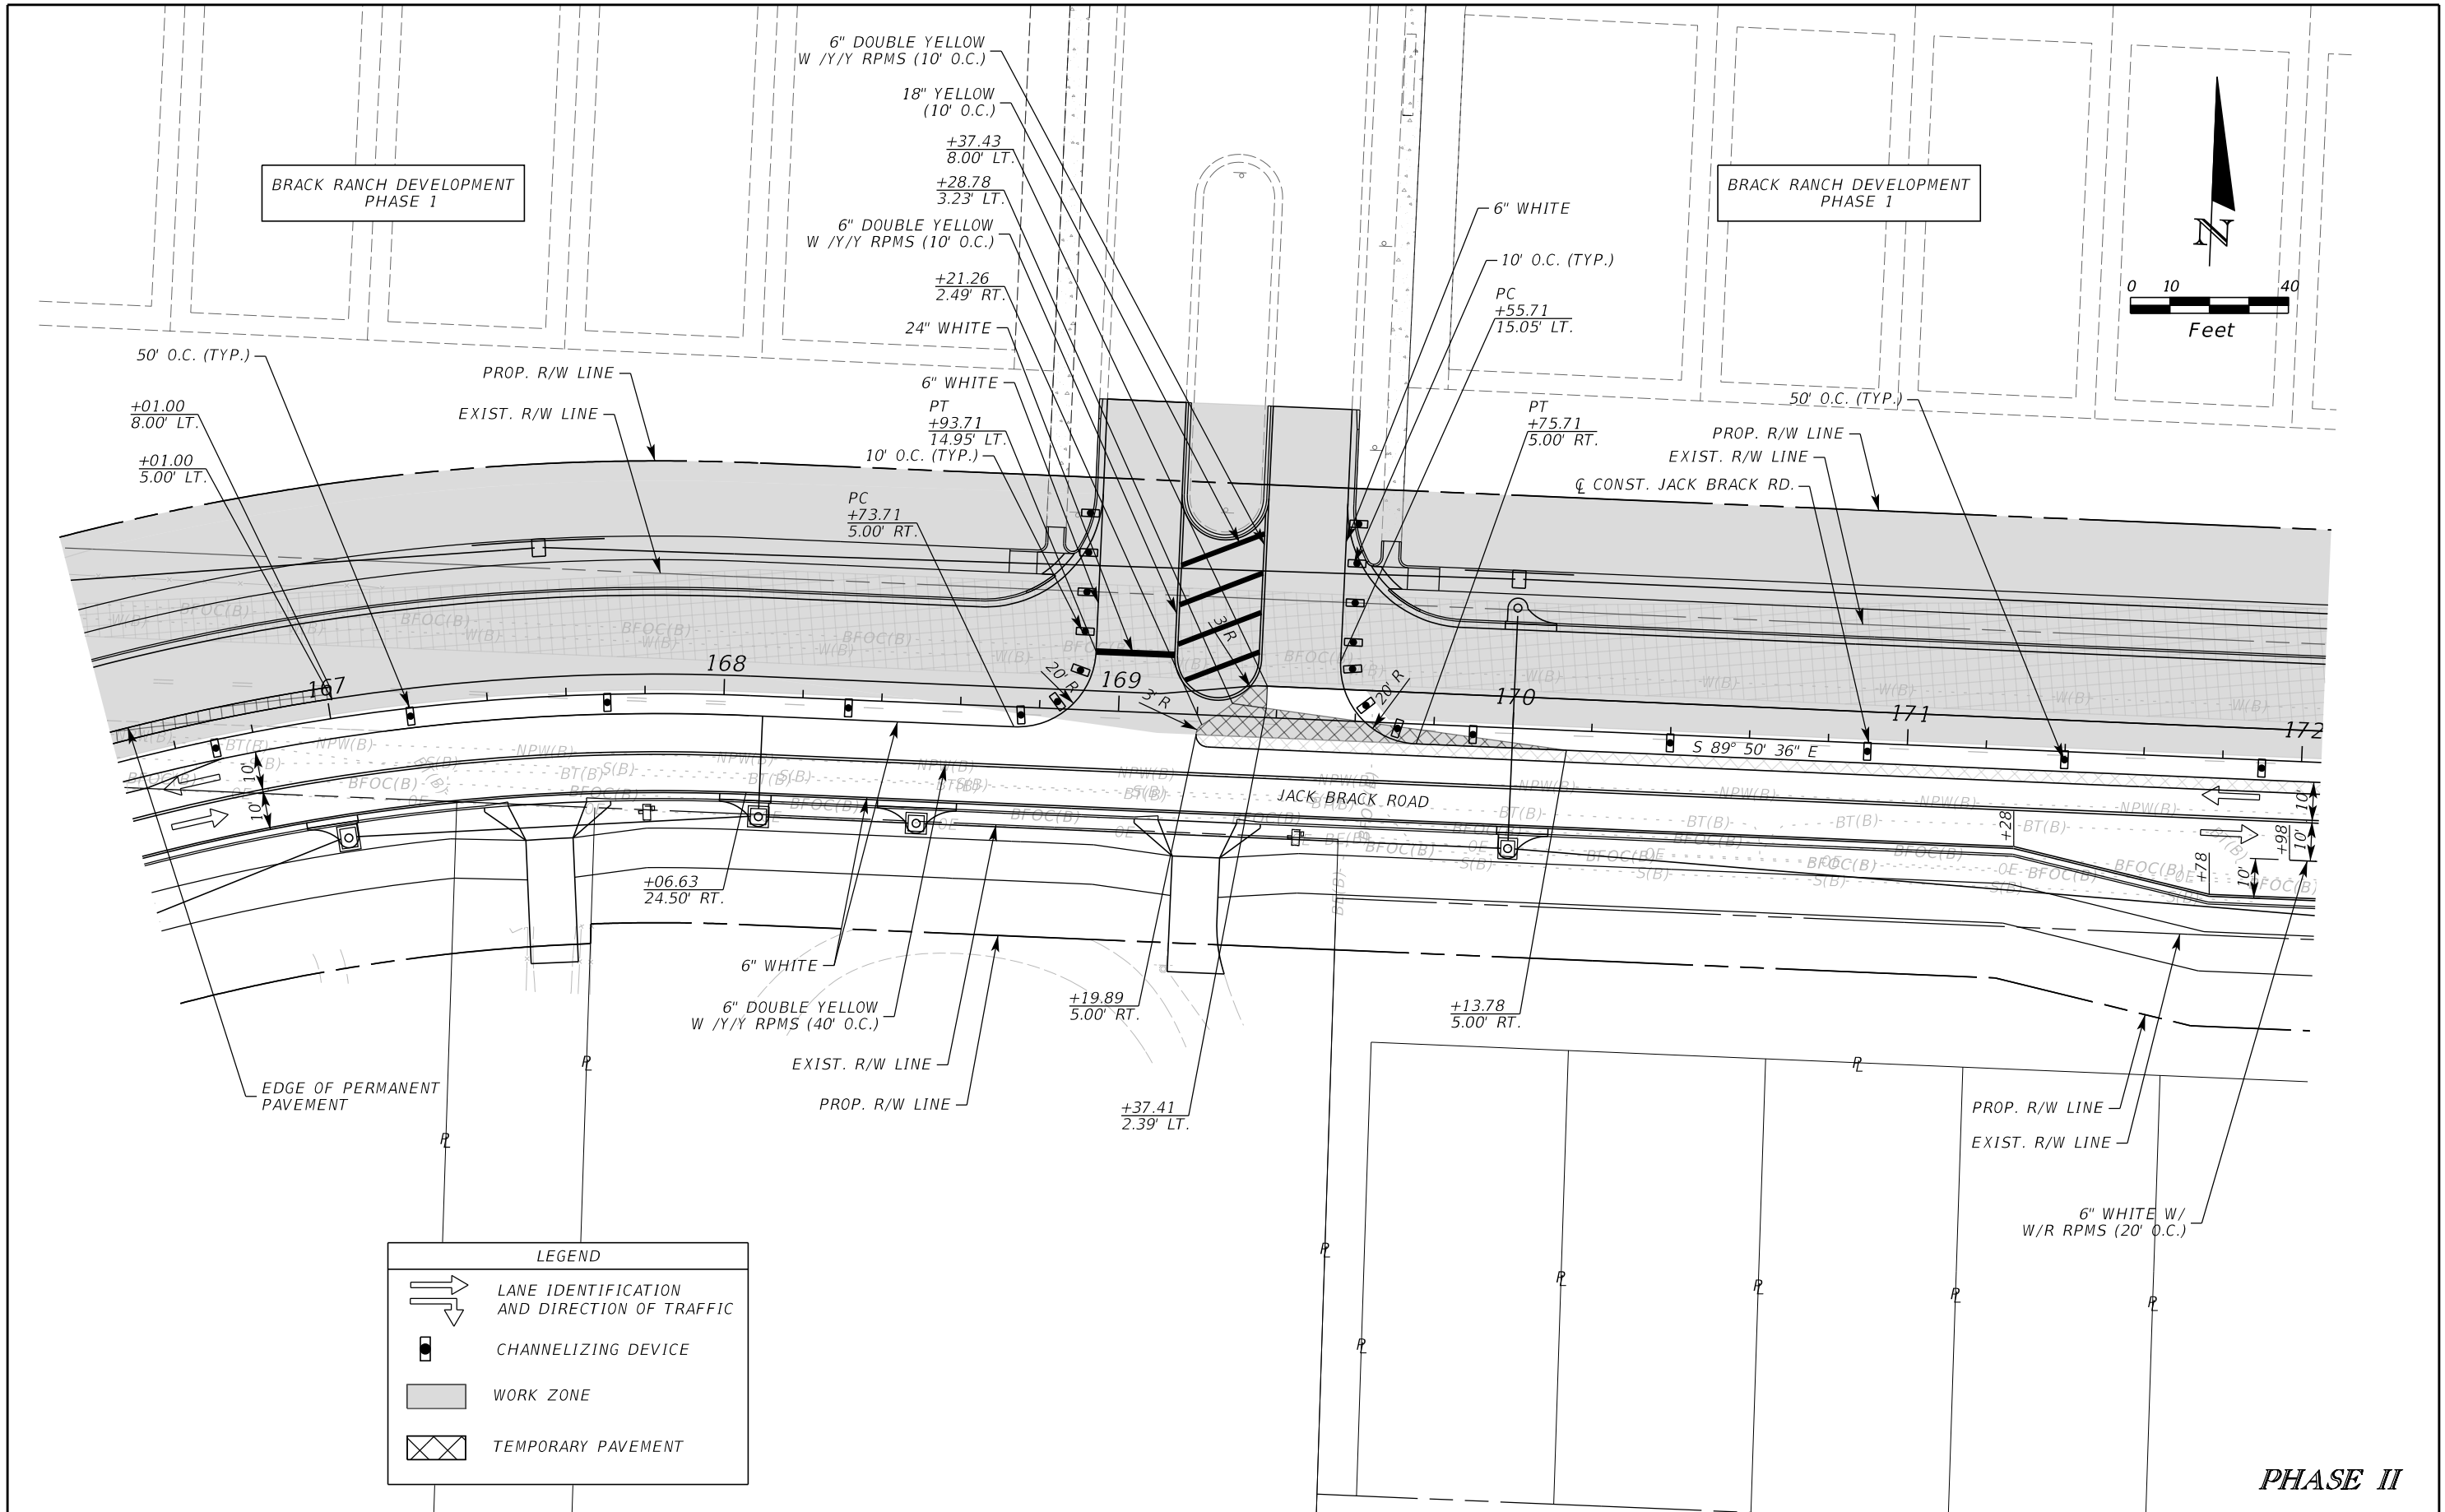 6" DOUBLE YELLOW
W /Y/Y RPMS (10' O.C.)
18" YELLOW
(10' O.C.)
+37.43
8.00' LT.
+28.78
3.23' LT.
6" DOUBLE YELLOW
W /Y/Y RPMS (10' O.C.)
+21.26
2.49' RT.
24" WHITE
6" WHITE
PT
+93.71
14.95' LT.
10' O.C. (TYP.)
PC
+73.71
5.00' RT.
BRACK RANCH DEVELOPMENT
PHASE 1
50' O.C. (TYP.)
PROP. R/W LINE
EXIST. R/W LINE
+01.00
8.00' LT.
+01.00
5.00' LT.
6" WHITE
10' O.C. (TYP.)
PC
+55.71
15.05' LT.
PT
+75.71
5.00' RT.
BRACK RANCH DEVELOPMENT
PHASE 1
N
0 10 40
Feet
50' O.C. (TYP.)
PROP. R/W LINE
EXIST. R/W LINE
℄ CONST. JACK BRACK RD.
167
168
169
170
171
172
20' R
3' R
3' R
20' R
S 89° 50' 36" E
JACK BRACK ROAD
10'
10'
10'
10'
10'
+28
+78
+98
BFOC(B)
W(B)
NPW(B)
BT(B)
S(B)
OE
+06.63
24.50' RT.
6" WHITE
6" DOUBLE YELLOW
W /Y/Y RPMS (40' O.C.)
EXIST. R/W LINE
PROP. R/W LINE
+19.89
5.00' RT.
+37.41
2.39' LT.
+13.78
5.00' RT.
EDGE OF PERMANENT
PAVEMENT
PROP. R/W LINE
EXIST. R/W LINE
6" WHITE W/
W/R RPMS (20' O.C.)
LEGEND
LANE IDENTIFICATION
AND DIRECTION OF TRAFFIC
CHANNELIZING DEVICE
WORK ZONE
TEMPORARY PAVEMENT
PHASE II